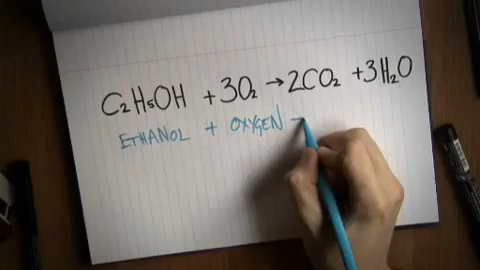 C₂H₅OH + 3O₂ → 2CO₂ + 3H₂O
ETHANOL + OXYGEN -